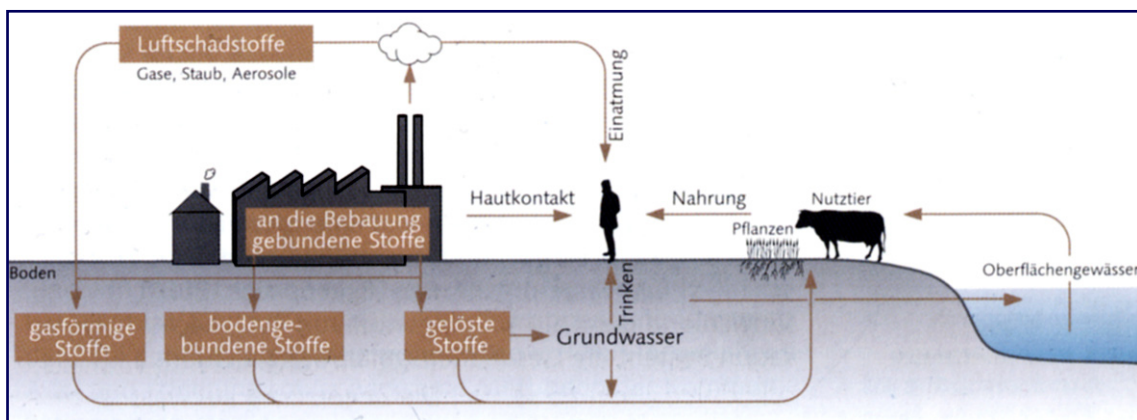 Luftschadstoffe
Gase, Staub, Aerosole
Einatmung
Hautkontakt
Nahrung
Nutztier
Pflanzen
an die Bebauung
gebundene Stoffe
Boden
Oberflächengewässer
Trinken
gasförmige
Stoffe
bodenge-
bundene Stoffe
gelöste
Stoffe
Grundwasser